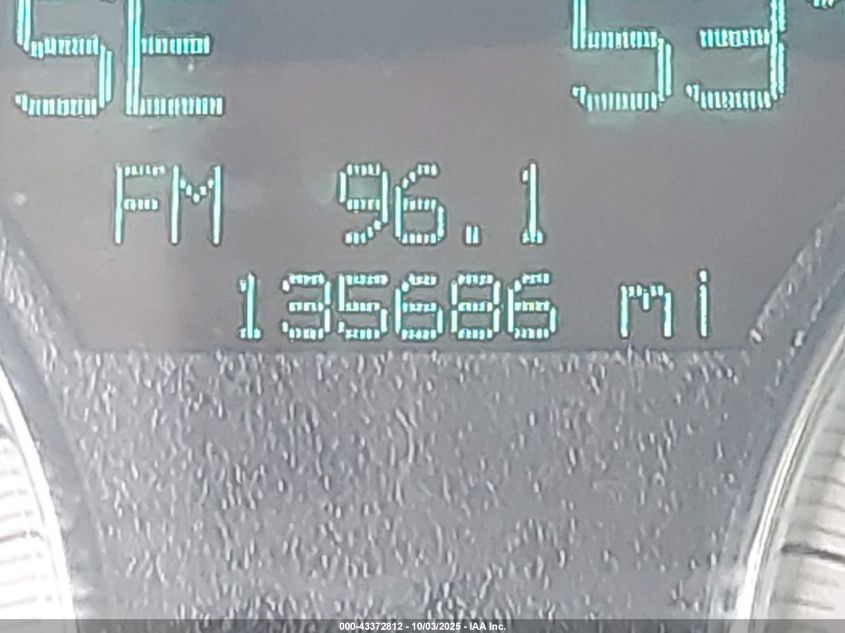 SE 53°
FM 96.1
135686 mi
000-43372812 - 10/03/2025 - IAA Inc.